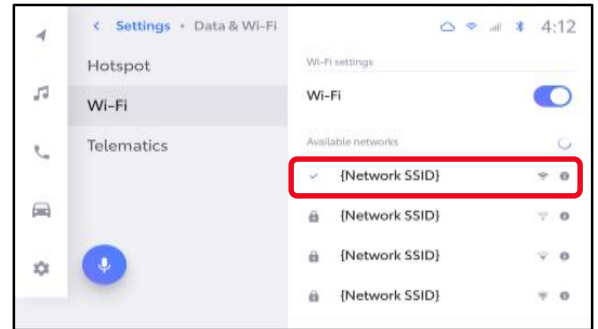 < Settings • Data & Wi-Fi
4:12
Hotspot
Wi-Fi
Telematics
Wi-Fi settings
Wi-Fi
Available networks
{Network SSID}
{Network SSID}
{Network SSID}
{Network SSID}